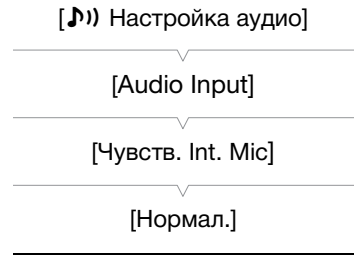 [♪)) Настройка аудио]
[Audio Input]
[Чувств. Int. Mic]
[Нормал.]